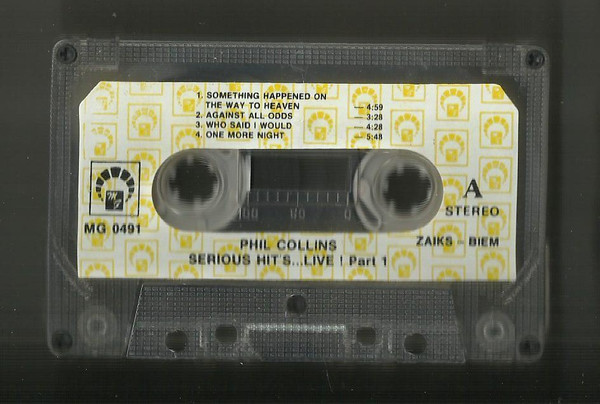 1. SOMETHING HAPPENED ON
THE WAY TO HEAVEN — 4:59
2. AGAINST ALL ODDS — 3:28
3. WHO SAID I WOULD — 4:28
4. ONE MORE NIGHT — 5:48
A
STEREO
MG 0491
PHIL COLLINS
ZAIKS - BIEM
SERIOUS HIT S...LIVE ! Part 1
100 50 0